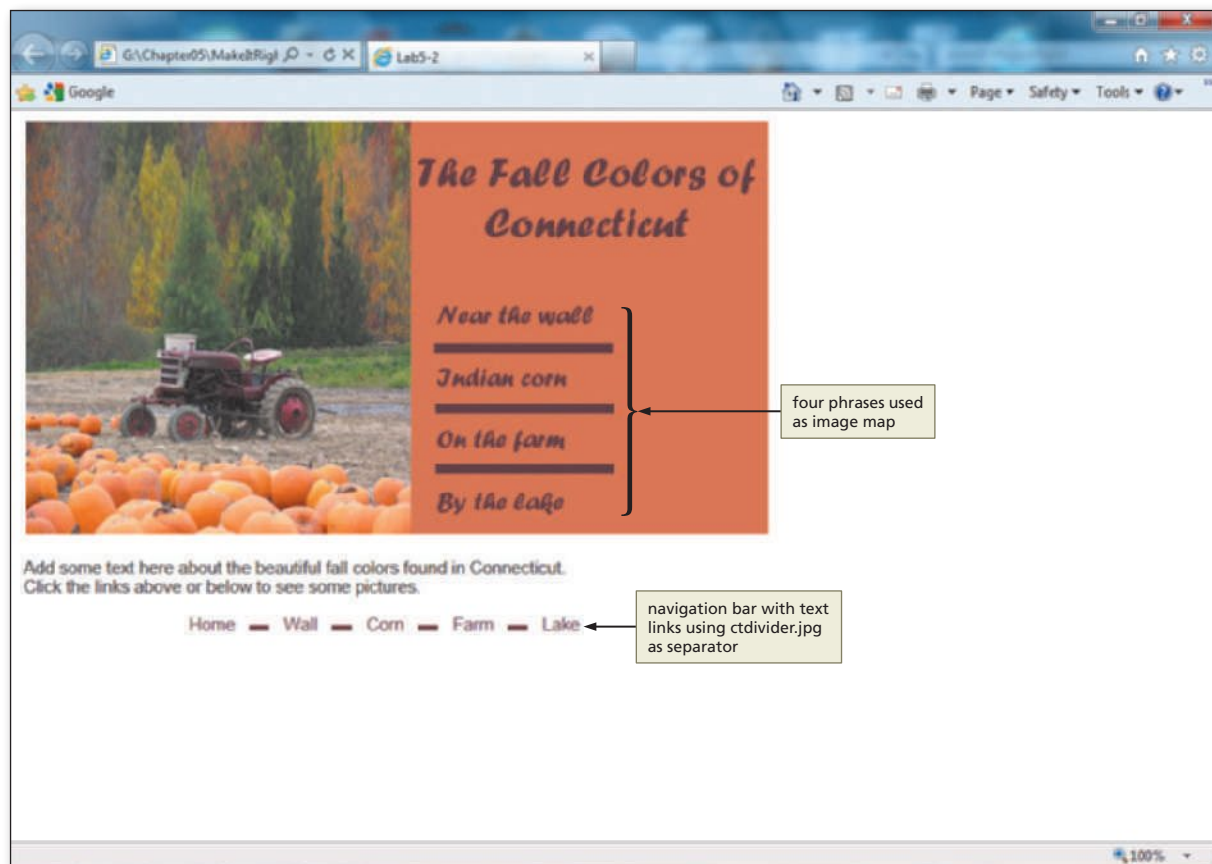 G:\Chapter05\MakeItRigl
Lab5-2
Google
Page
Safety
Tools
The Fall Colors of
Connecticut
Near the wall
Indian corn
On the farm
By the lake
four phrases used
as image map
Add some text here about the beautiful fall colors found in Connecticut.
Click the links above or below to see some pictures.
Home Wall Corn Farm Lake
navigation bar with text
links using ctdivider.jpg
as separator
100%